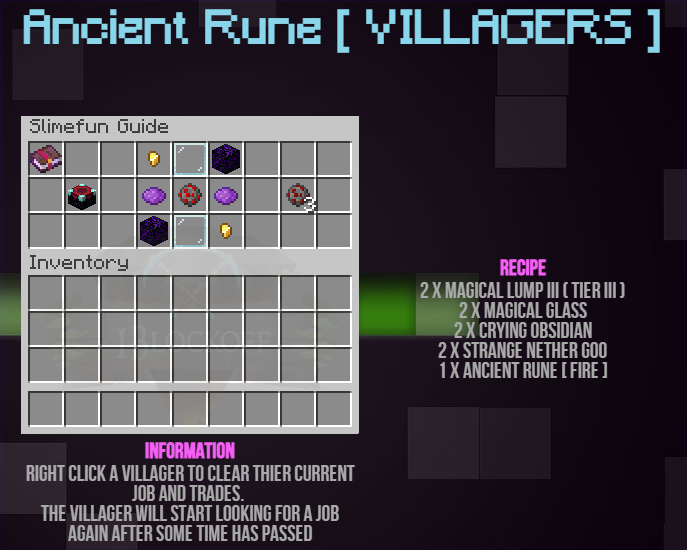 Ancient Rune [ VILLAGERS ]
Slimefun Guide
3
Inventory
IBLOCKOFF
RECIPE
2 X MAGICAL LUMP III ( TIER III )
2 X MAGICAL GLASS
2 X CRYING OBSIDIAN
2 X STRANGE NETHER GOO
1 X ANCIENT RUNE [ FIRE ]
INFORMATION
RIGHT CLICK A VILLAGER TO CLEAR THIER CURRENT
JOB AND TRADES.
THE VILLAGER WILL START LOOKING FOR A JOB
AGAIN AFTER SOME TIME HAS PASSED